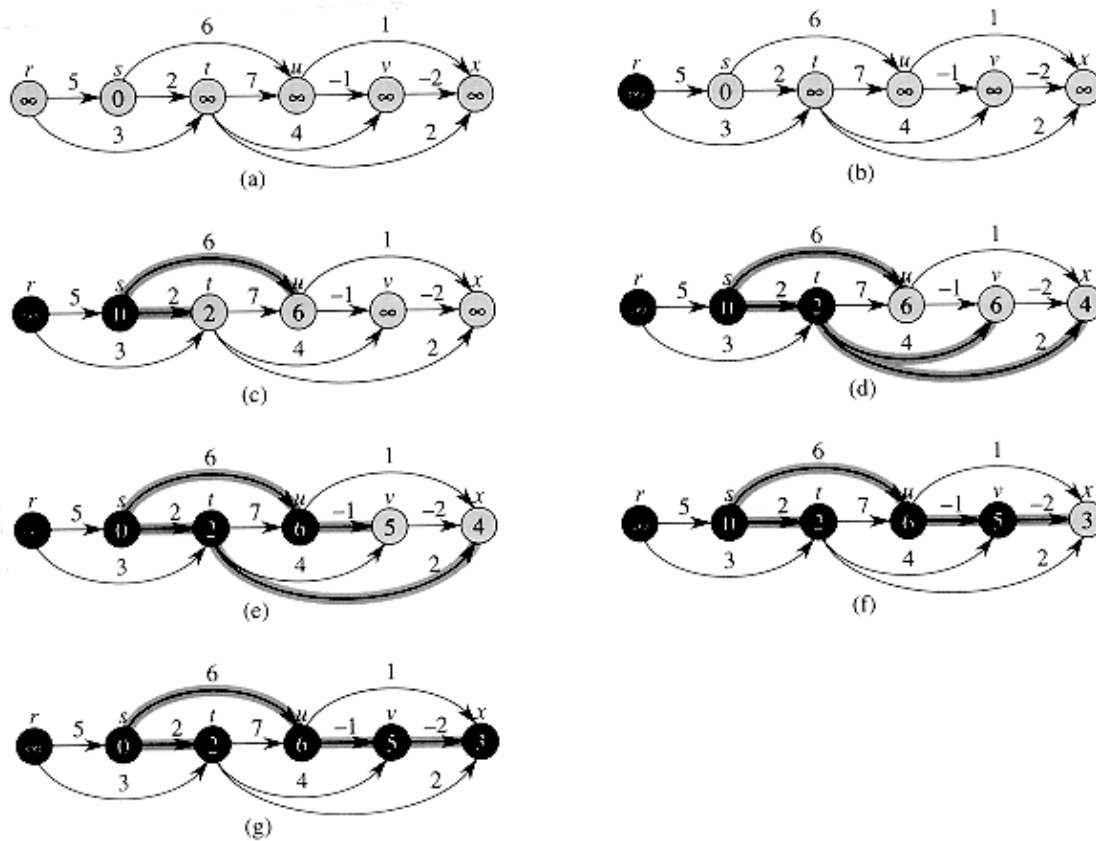 6 1
r s t u v x
5 2 7 –1 –2
∞ 0 ∞ ∞ ∞ ∞
3 4 2
(a)
6 1
r s t u v x
5 2 7 –1 –2
∞ 0 ∞ ∞ ∞ ∞
3 4 2
(b)
6 1
r s t u v x
5 2 7 –1 –2
∞ 0 2 6 ∞ ∞
3 4 2
(c)
6 1
r s t u v x
5 2 7 –1 –2
∞ 0 2 6 6 4
3 4 2
(d)
6 1
r s t u v x
5 2 7 –1 –2
∞ 0 2 6 5 4
3 4 2
(e)
6 1
r s t u v x
5 2 7 –1 –2
∞ 0 2 6 5 3
3 4 2
(f)
6 1
r s t u v x
5 2 7 –1 –2
∞ 0 2 6 5 3
3 4 2
(g)